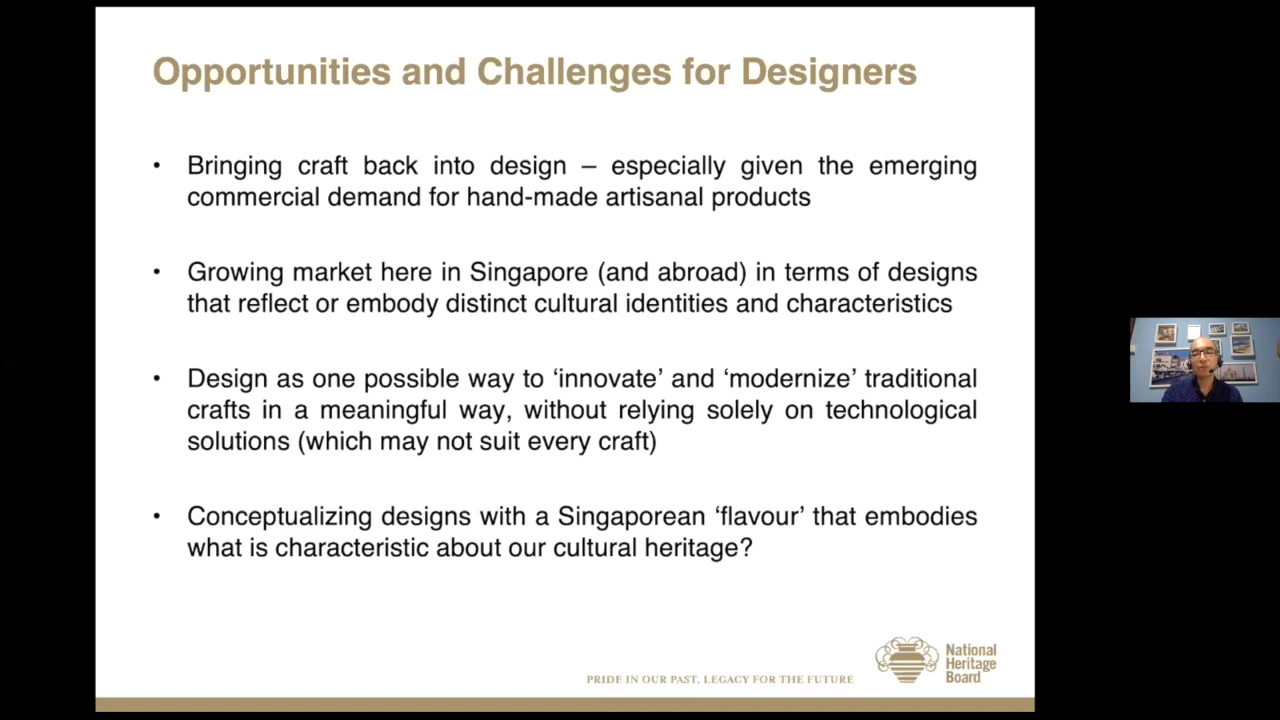 Opportunities and Challenges for Designers
• Bringing craft back into design – especially given the emerging
commercial demand for hand-made artisanal products
• Growing market here in Singapore (and abroad) in terms of designs
that reflect or embody distinct cultural identities and characteristics
• Design as one possible way to ‘innovate’ and ‘modernize’ traditional
crafts in a meaningful way, without relying solely on technological
solutions (which may not suit every craft)
• Conceptualizing designs with a Singaporean ‘flavour’ that embodies
what is characteristic about our cultural heritage?
PRIDE IN OUR PAST, LEGACY FOR THE FUTURE
National
Heritage
Board